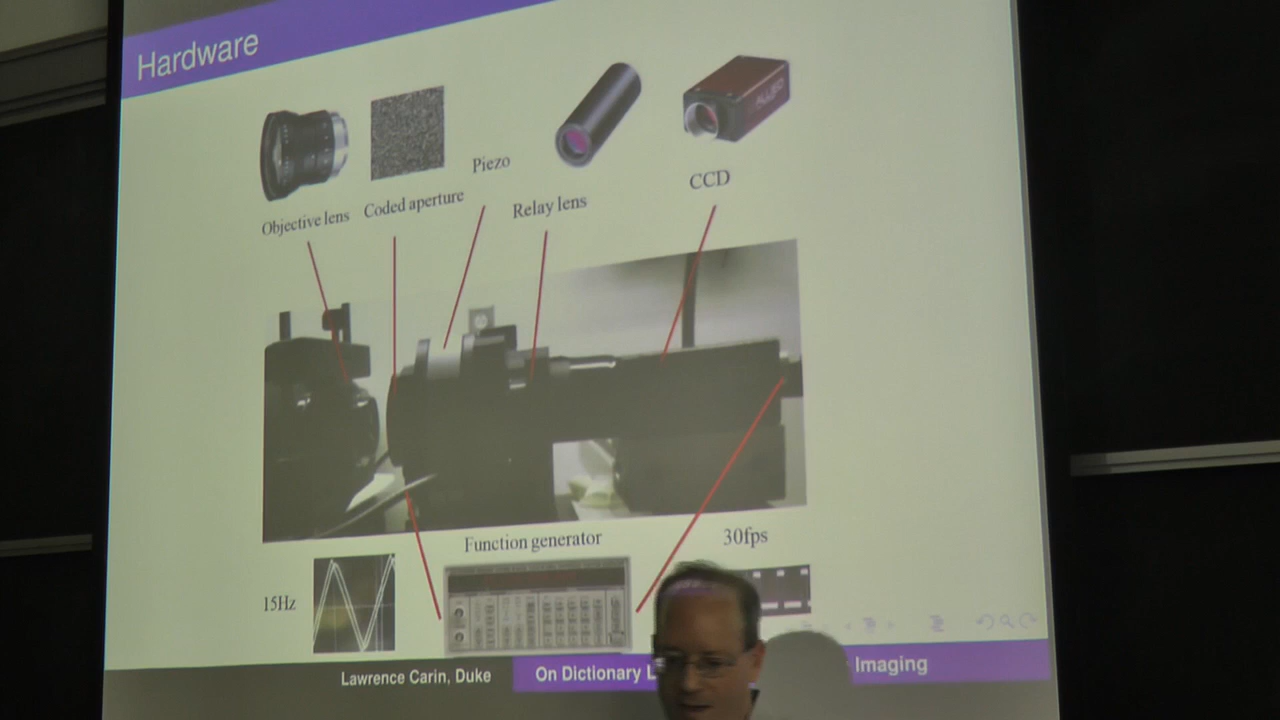 Hardware
Piezo
CCD
Objective lens
Coded aperture
Relay lens
Function generator
30fps
15Hz
Lawrence Carin, Duke
On Dictionary
Imaging